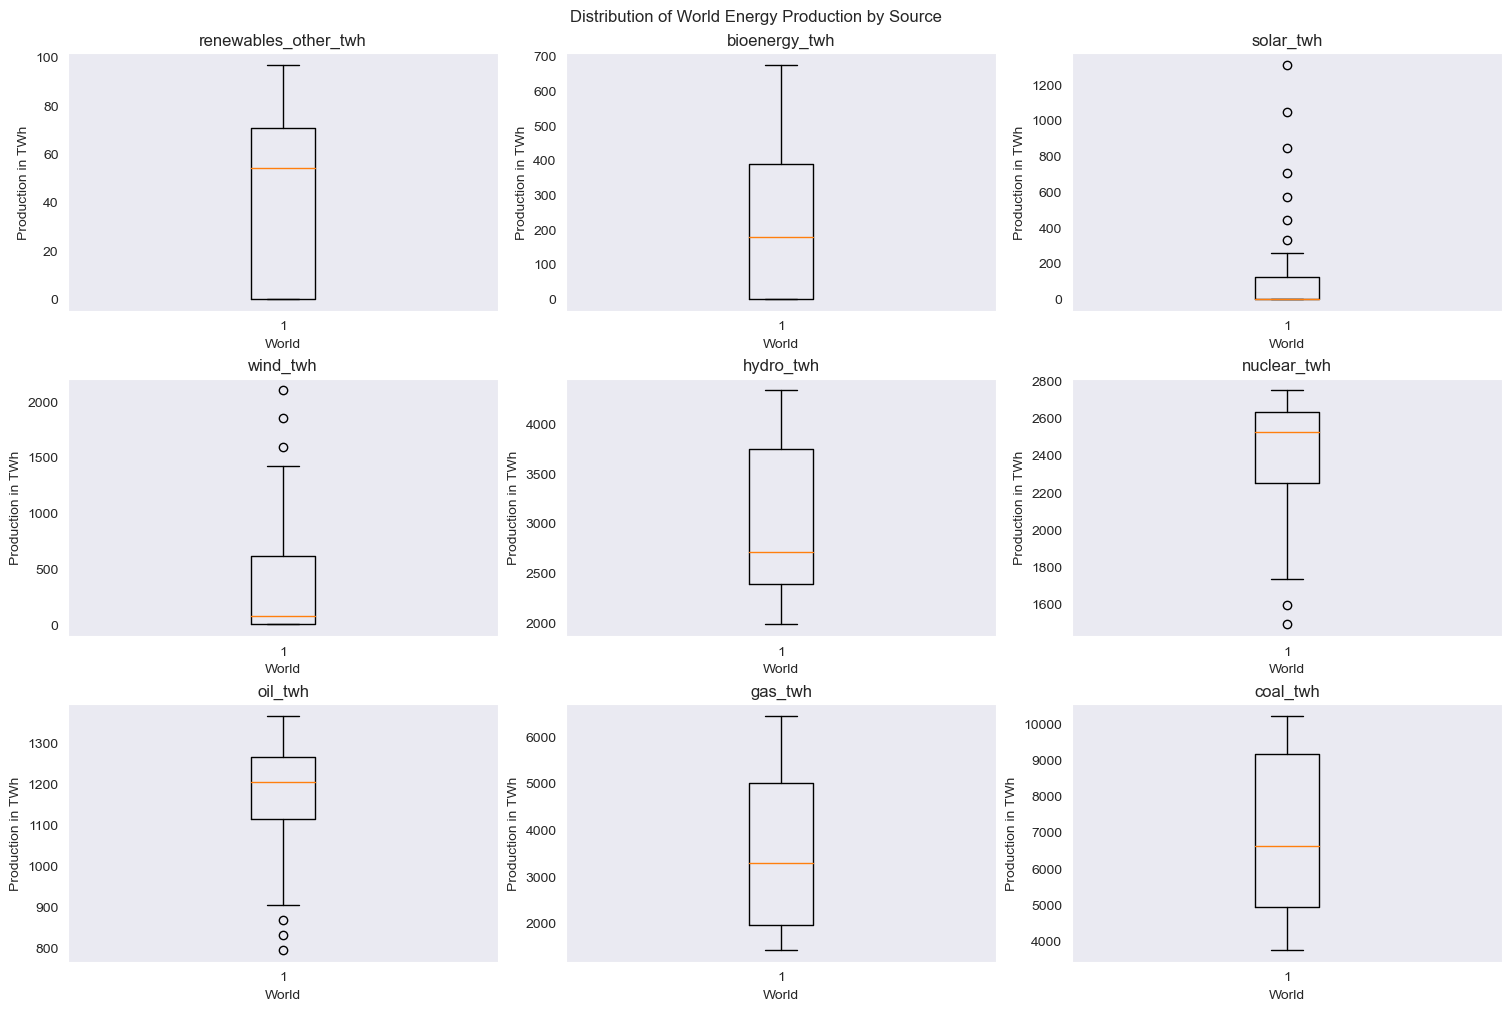 Distribution of World Energy Production by Source
renewables_other_twh
Production in TWh
100
80
60
40
20
0
1
World
bioenergy_twh
Production in TWh
700
600
500
400
300
200
100
0
1
World
solar_twh
Production in TWh
1200
1000
800
600
400
200
0
1
World
wind_twh
Production in TWh
2000
1500
1000
500
0
1
World
hydro_twh
Production in TWh
4000
3500
3000
2500
2000
1
World
nuclear_twh
Production in TWh
2800
2600
2400
2200
2000
1800
1600
1
World
oil_twh
Production in TWh
1300
1200
1100
1000
900
800
1
World
gas_twh
Production in TWh
6000
5000
4000
3000
2000
1
World
coal_twh
Production in TWh
10000
9000
8000
7000
6000
5000
4000
1
World